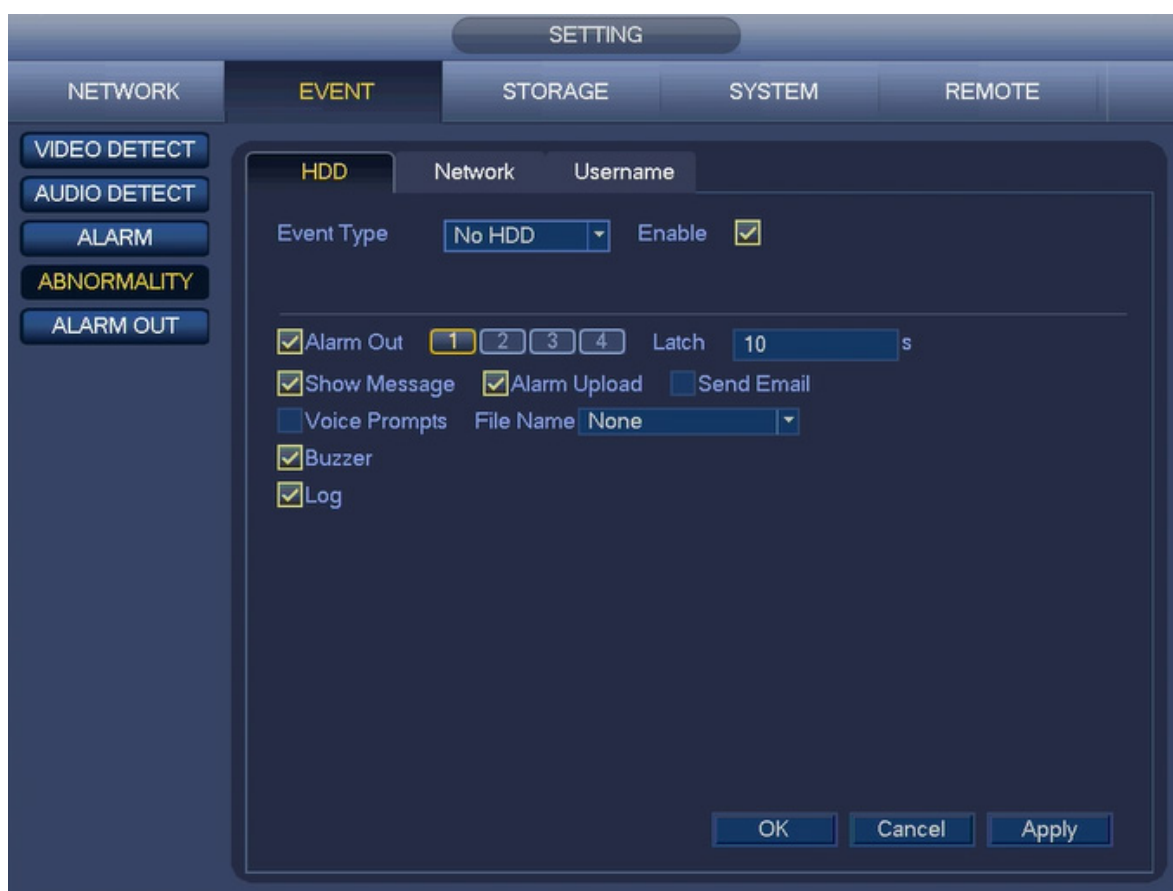 SETTING
NETWORK EVENT STORAGE SYSTEM REMOTE
VIDEO DETECT
AUDIO DETECT
ALARM
ABNORMALITY
ALARM OUT
HDD Network Username
Event Type No HDD Enable
Alarm Out 1 2 3 4 Latch 10 s
Show Message Alarm Upload Send Email
Voice Prompts File Name None
Buzzer
Log
OK Cancel Apply